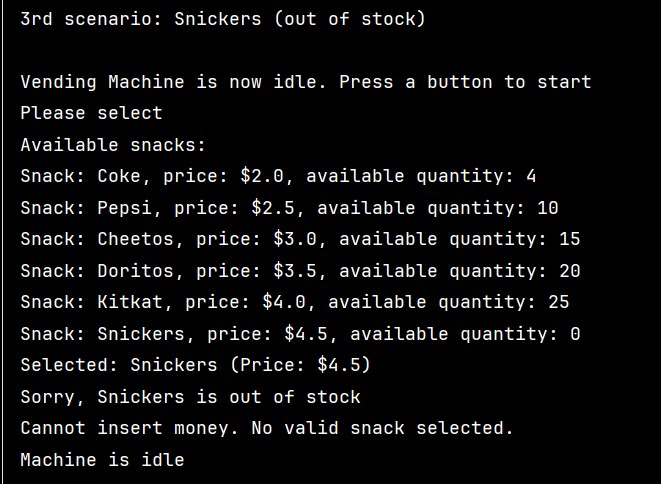 3rd scenario: Snickers (out of stock)
Vending Machine is now idle. Press a button to start
Please select
Available snacks:
Snack: Coke, price: $2.0, available quantity: 4
Snack: Pepsi, price: $2.5, available quantity: 10
Snack: Cheetos, price: $3.0, available quantity: 15
Snack: Doritos, price: $3.5, available quantity: 20
Snack: Kitkat, price: $4.0, available quantity: 25
Snack: Snickers, price: $4.5, available quantity: 0
Selected: Snickers (Price: $4.5)
Sorry, Snickers is out of stock
Cannot insert money. No valid snack selected.
Machine is idle